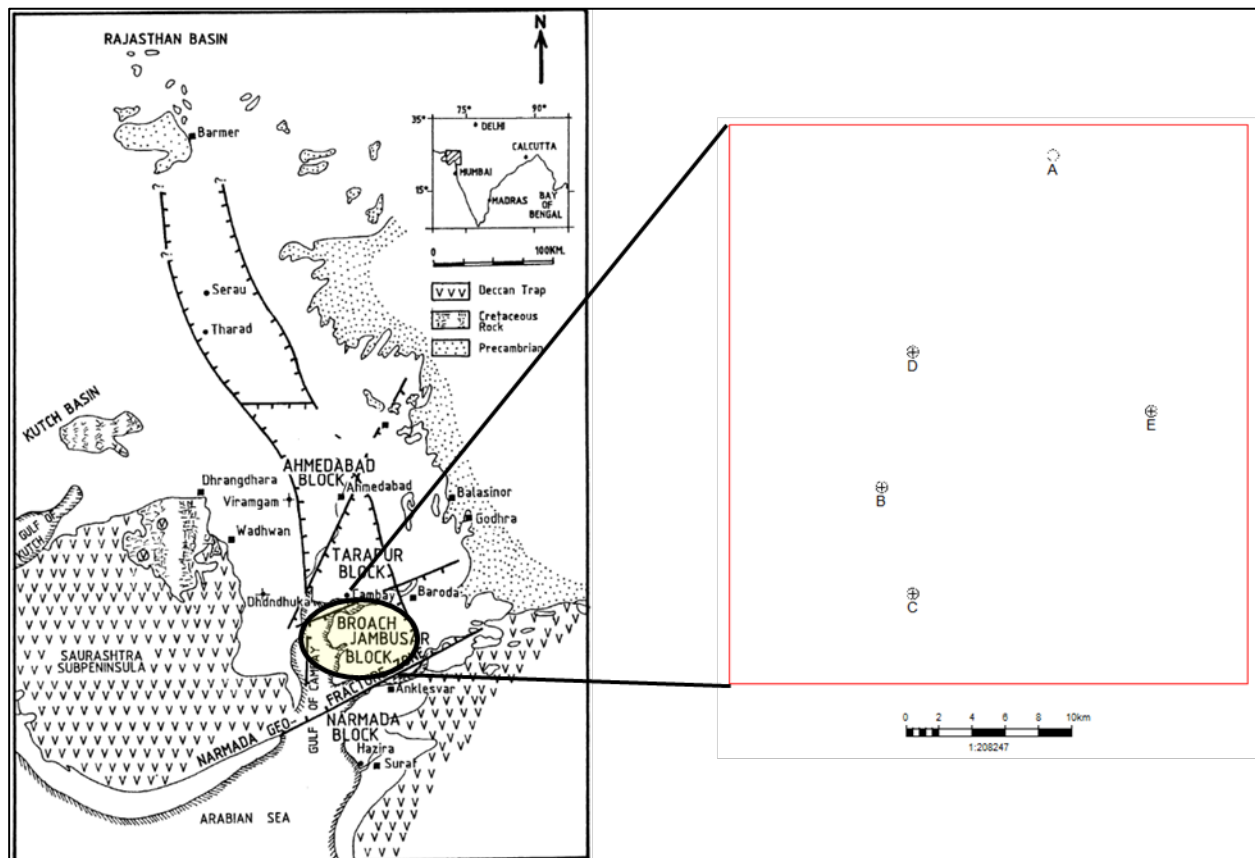 RAJASTHAN BASIN
N
75°
90°
35°
DELHI
CALCUTTA
MUMBAI
15°
MADRAS
BAY
OF
BENGAL
Barmer
?
?
?
0
100KM.
Deccan Trap
Cretaceous
Rock
Precambrian
Serau
Tharad
KUTCH BASIN
AHMEDABAD
BLOCK
Dhrangdhara
Ahmedabad
Viramgam
Balasinor
GULF OF
KUTCH
Wadhwan
Godhra
TARAPUR
BLOCK
Cambay
Dhandhuka
Baroda
BROACH
JAMBUSAR
BLOCK
SAURASHTRA
SUBPENINSULA
GULF OF CAMBAY
NARMADA GEO- FRACTURE ZONE
Anklesvar
NARMADA
BLOCK
Hazira
Surat
ARABIAN SEA
A
D
E
B
C
0 2 4 6 8 10km
1:208247